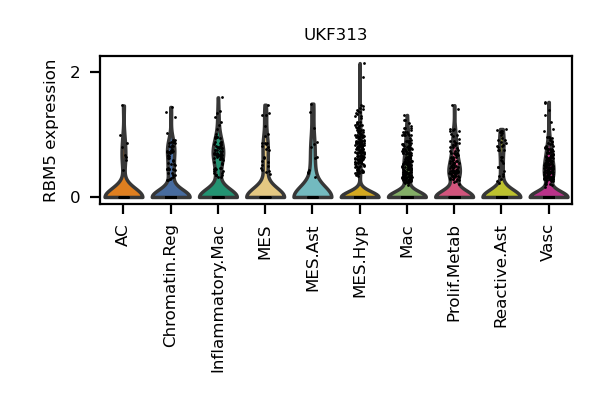 UKF313
RBM5 expression
2
0
AC
Chromatin.Reg
Inflammatory.Mac
MES
MES.Ast
MES.Hyp
Mac
Prolif.Metab
Reactive.Ast
Vasc